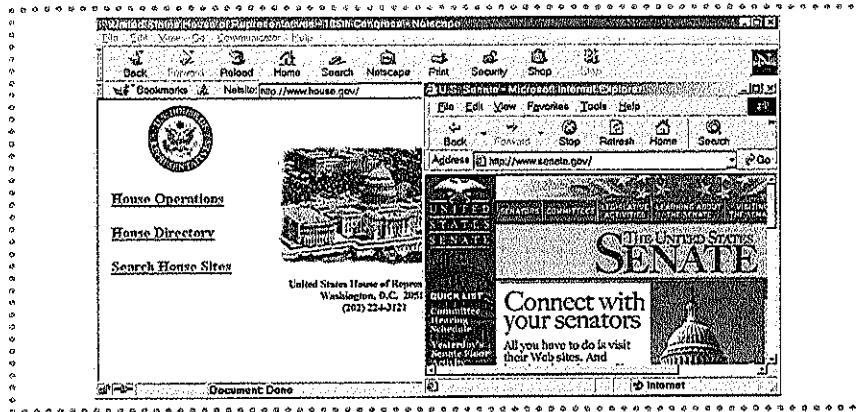 United States House of Representatives - 106th Congress - Netscape
File Edit View Go Communicator Help
Back Forward Reload Home Search Netscape Print Security Shop Stop
Bookmarks Netsite: http://www.house.gov/
House Operations
House Directory
Search House Sites
United States House of Repres
Washington, D.C. 2051
(202) 224-3121
Document: Done
U.S. Senate - Microsoft Internet Explorer
File Edit View Favorites Tools Help
Back Forward Stop Refresh Home Search
Address http://www.senate.gov/ Go
UNITED
STATES
SENATE
SENATORS COMMITTEES LEGISLATIVE ACTIVITIES LEARNING ABOUT THE SENATE VISITING
THE UNITED STATES
SENATE
QUICK LIST
Committee
Hearing
Schedule
Yesterday's
Senate Floor
Connect with
your senators
All you have to do is visit
their Web sites. And
Internet